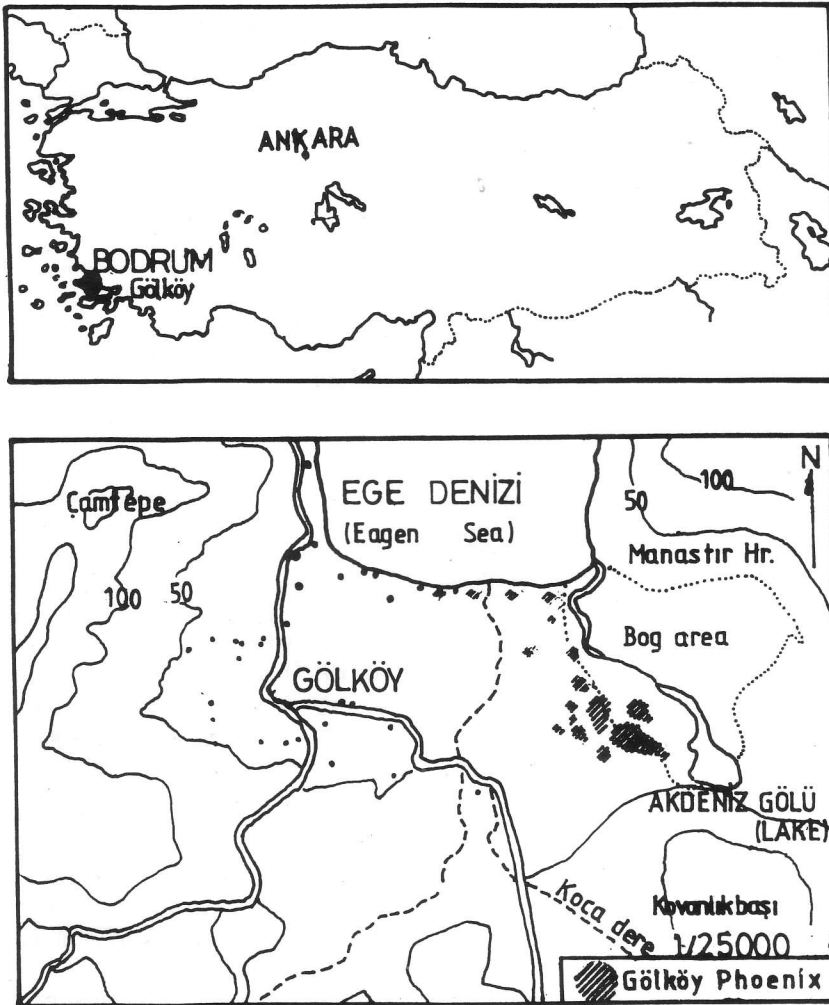 ANKARA
BODRUM
Gölköy
N
EGE DENİZİ
(Eagen Sea)
Çamtepe
100
50
100
50
Manastır Hr.
Bog area
GÖLKÖY
AKDENİZ GÖLÜ
(LAKE)
Koca dere
Kovanlıkbaşı
1/25000
Gölköy Phoenix